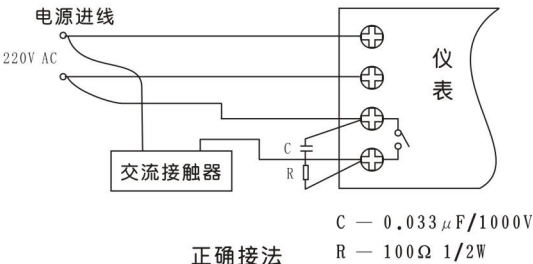 电源进线
220V AC
仪
表
C
R
交流接触器
C — 0.033μF/1000V
正确接法
R — 100Ω 1/2W